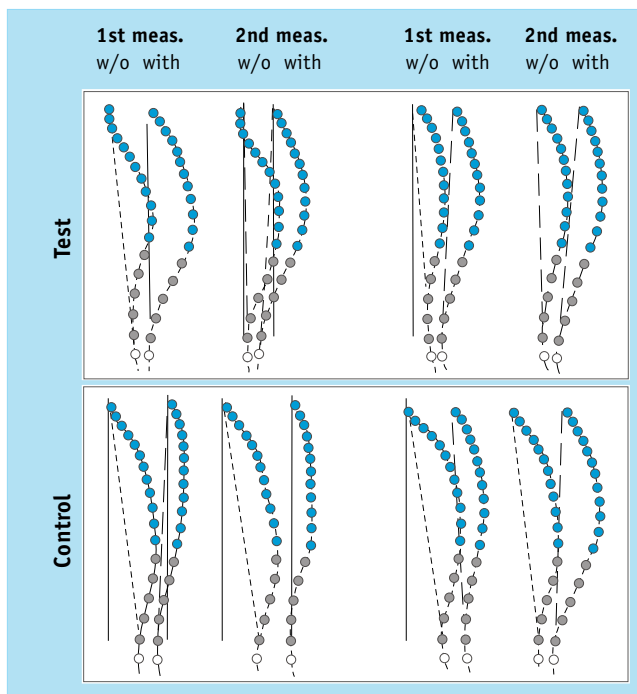 1st meas. 2nd meas. 1st meas. 2nd meas.
w/o with w/o with w/o with w/o with
Test
Control